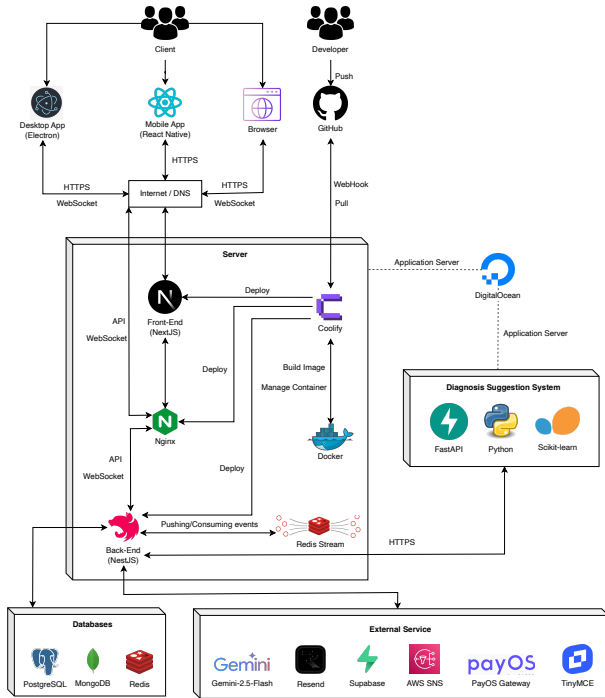 Client
Developer
Push
Desktop App
(Electron)
Mobile App
(React Native)
Browser
GitHub
HTTPS
HTTPS
WebSocket
Internet / DNS
HTTPS
WebSocket
WebHook
Pull
Server
Application Server
DigitalOcean
Application Server
Front-End
(NextJS)
Deploy
Coolify
API
WebSocket
Deploy
Build Image
Manage Container
Nginx
Docker
Diagnosis Suggestion System
FastAPI
Python
Scikit-learn
API
WebSocket
Deploy
Pushing/Consuming events
Redis Stream
Back-End
(NestJS)
HTTPS
Databases
PostgreSQL
MongoDB
Redis
External Service
Gemini
Gemini-2.5-Flash
Resend
Supabase
AWS SNS
payOS
PayOS Gateway
TinyMCE